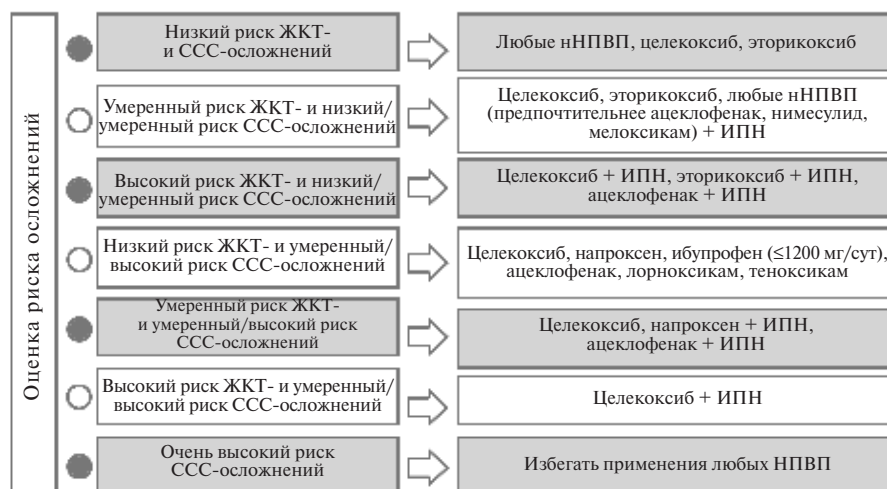 Оценка риска осложнений
Низкий риск ЖКТ-
и ССС-осложнений
Любые нНПВП, целекоксиб, эторикоксиб
Умеренный риск ЖКТ- и низкий/
умеренный риск ССС-осложнений
Целекоксиб, эторикоксиб, любые нНПВП
(предпочтительнее ацеклофенак, нимесулид,
мелоксикам) + ИПН
Высокий риск ЖКТ- и низкий/
умеренный риск ССС-осложнений
Целекоксиб + ИПН, эторикоксиб + ИПН,
ацеклофенак + ИПН
Низкий риск ЖКТ- и умеренный/
высокий риск ССС-осложнений
Целекоксиб, напроксен, ибупрофен (≤1200 мг/сут),
ацеклофенак, лорноксикам, теноксикам
Умеренный риск ЖКТ-
и умеренный/высокий риск
ССС-осложнений
Целекоксиб, напроксен + ИПН,
ацеклофенак + ИПН
Высокий риск ЖКТ- и умеренный/
высокий риск ССС-осложнений
Целекоксиб + ИПН
Очень высокий риск
ССС-осложнений
Избегать применения любых НПВП